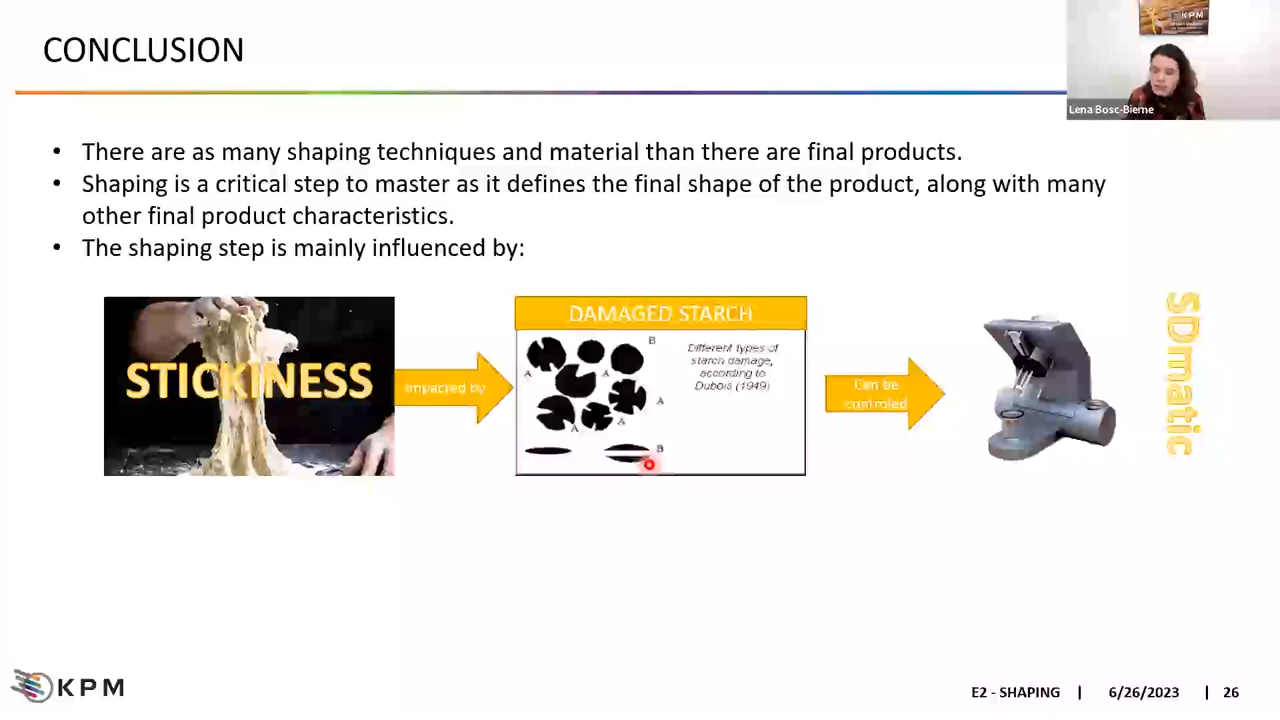 CONCLUSION
KPM
Lena Bosc-Bierne
• There are as many shaping techniques and material than there are final products.
• Shaping is a critical step to master as it defines the final shape of the product, along with many
other final product characteristics.
• The shaping step is mainly influenced by:
STICKINESS
Impacted by
DAMAGED STARCH
B
A
A
A
A
A
B
Different types of
starch damage,
according to
Dubois (1949)
Can be
controled
SDmatic
KPM
E2 - SHAPING | 6/26/2023 | 26